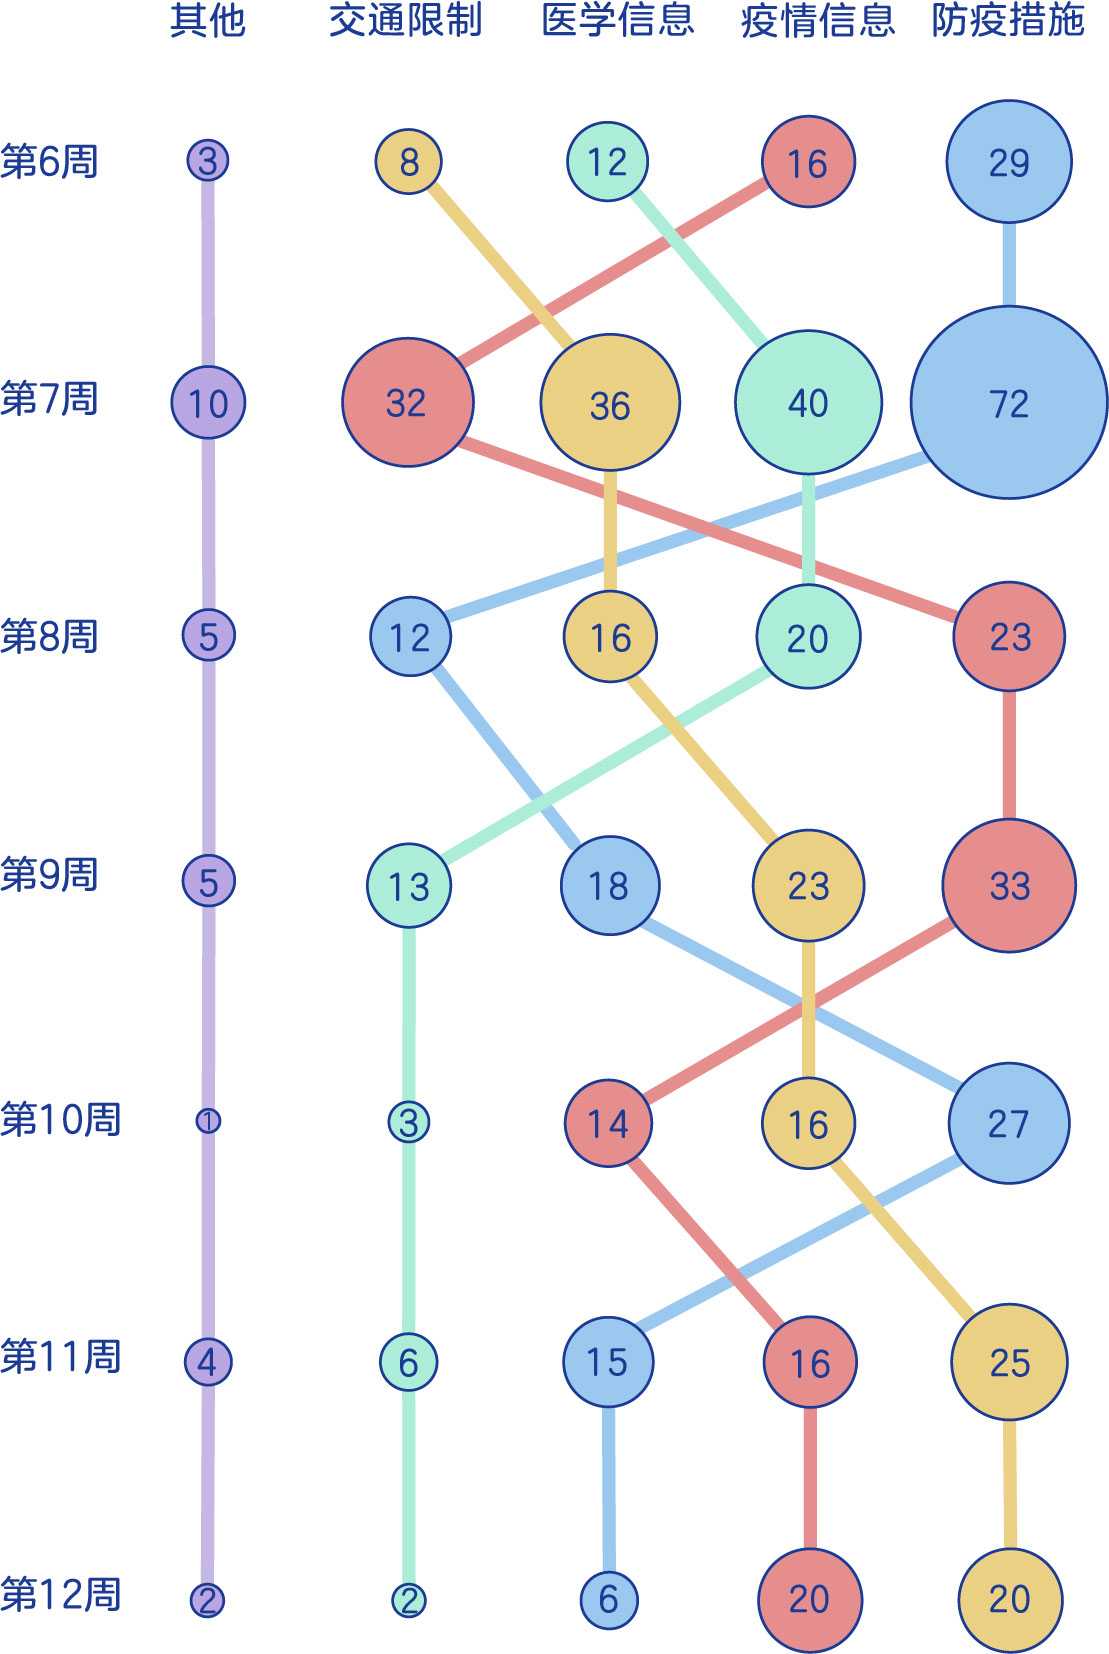 其他 交通限制 医学信息 疫情信息 防疫措施
第6周 3 8 12 16 29
第7周 10 32 36 40 72
第8周 5 12 16 20 23
第9周 5 13 18 23 33
第10周 1 3 14 16 27
第11周 4 6 15 16 25
第12周 2 2 6 20 20